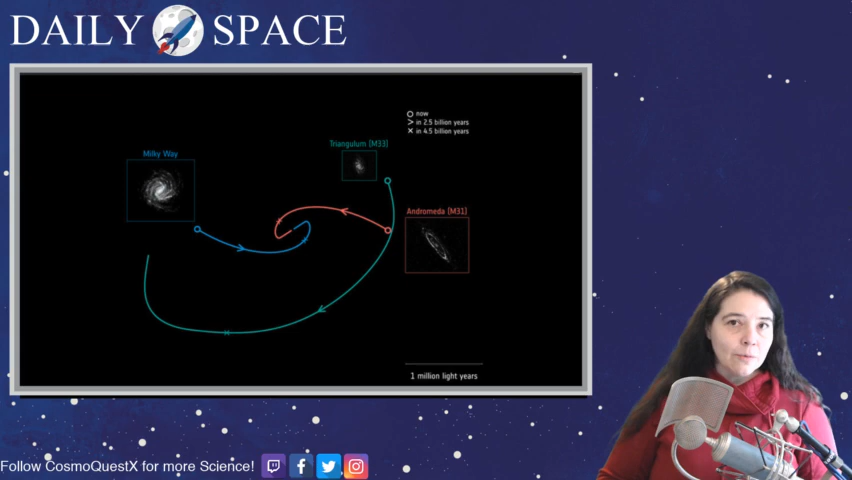 DAILY SPACE
now
> in 2.5 billion years
× in 4.5 billion years
Triangulum (M33)
Milky Way
Andromeda (M31)
1 million light years
Follow CosmoQuestX for more Science!